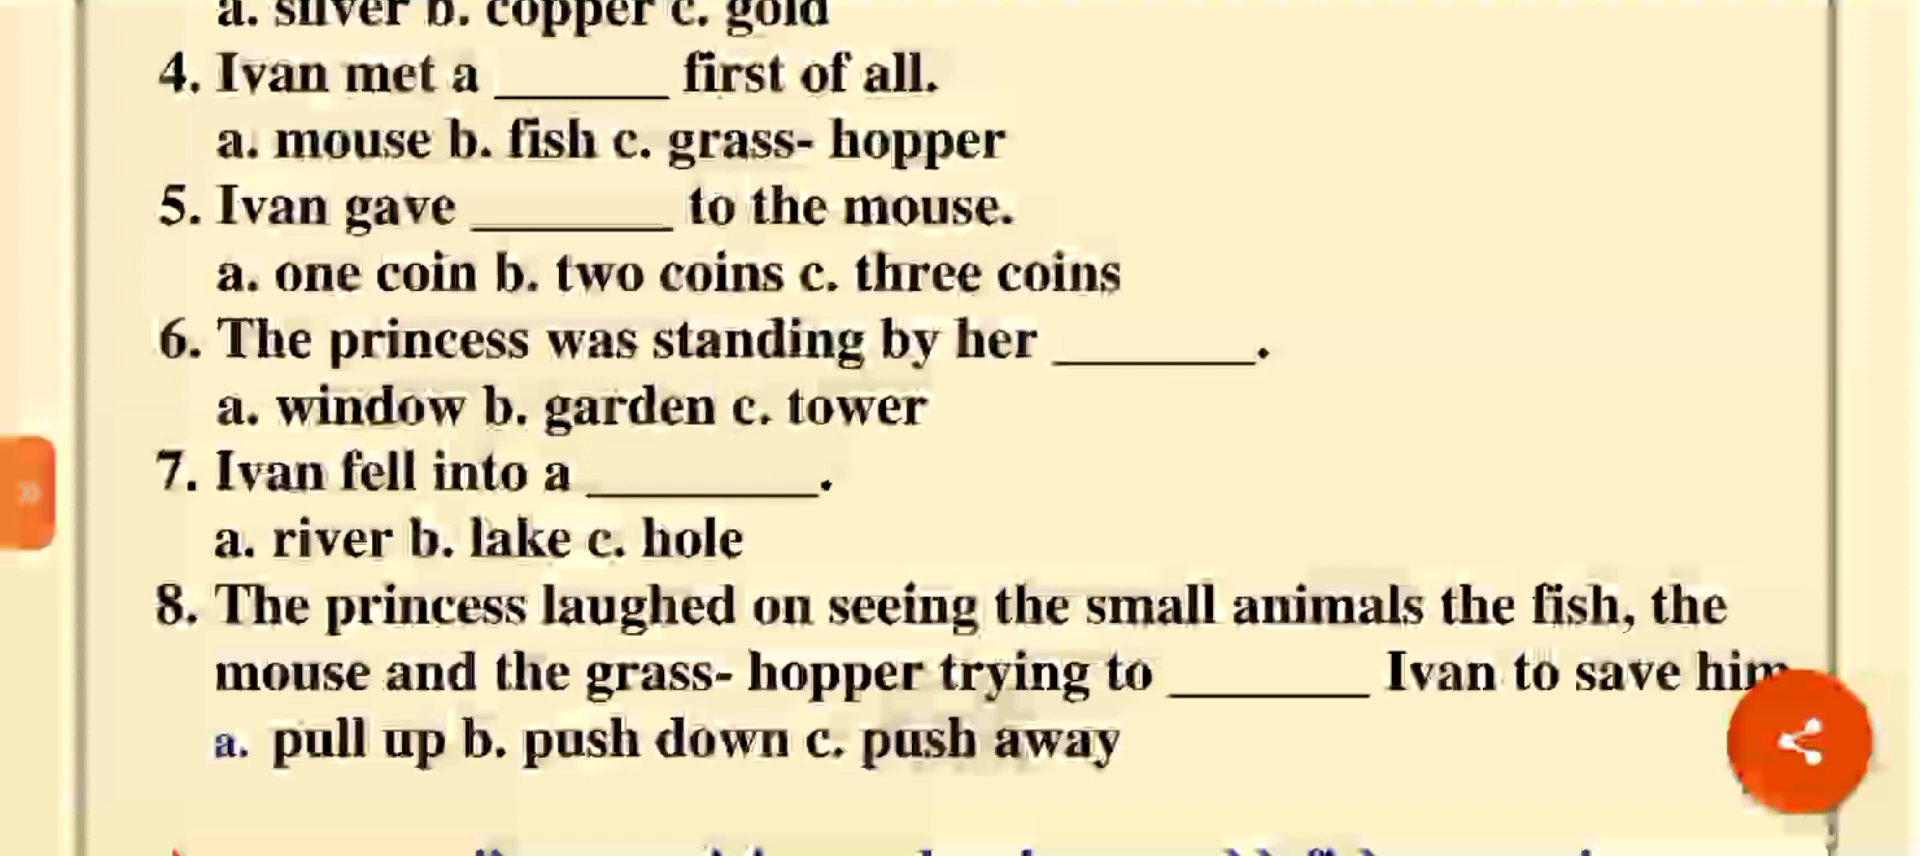 a. silver b. copper c. gold
4. Ivan met a ______ first of all.
a. mouse b. fish c. grass- hopper
5. Ivan gave _______ to the mouse.
a. one coin b. two coins c. three coins
6. The princess was standing by her _______.
a. window b. garden c. tower
7. Ivan fell into a ________.
a. river b. lake c. hole
8. The princess laughed on seeing the small animals the fish, the
mouse and the grass- hopper trying to _______ Ivan to save him
a. pull up b. push down c. push away